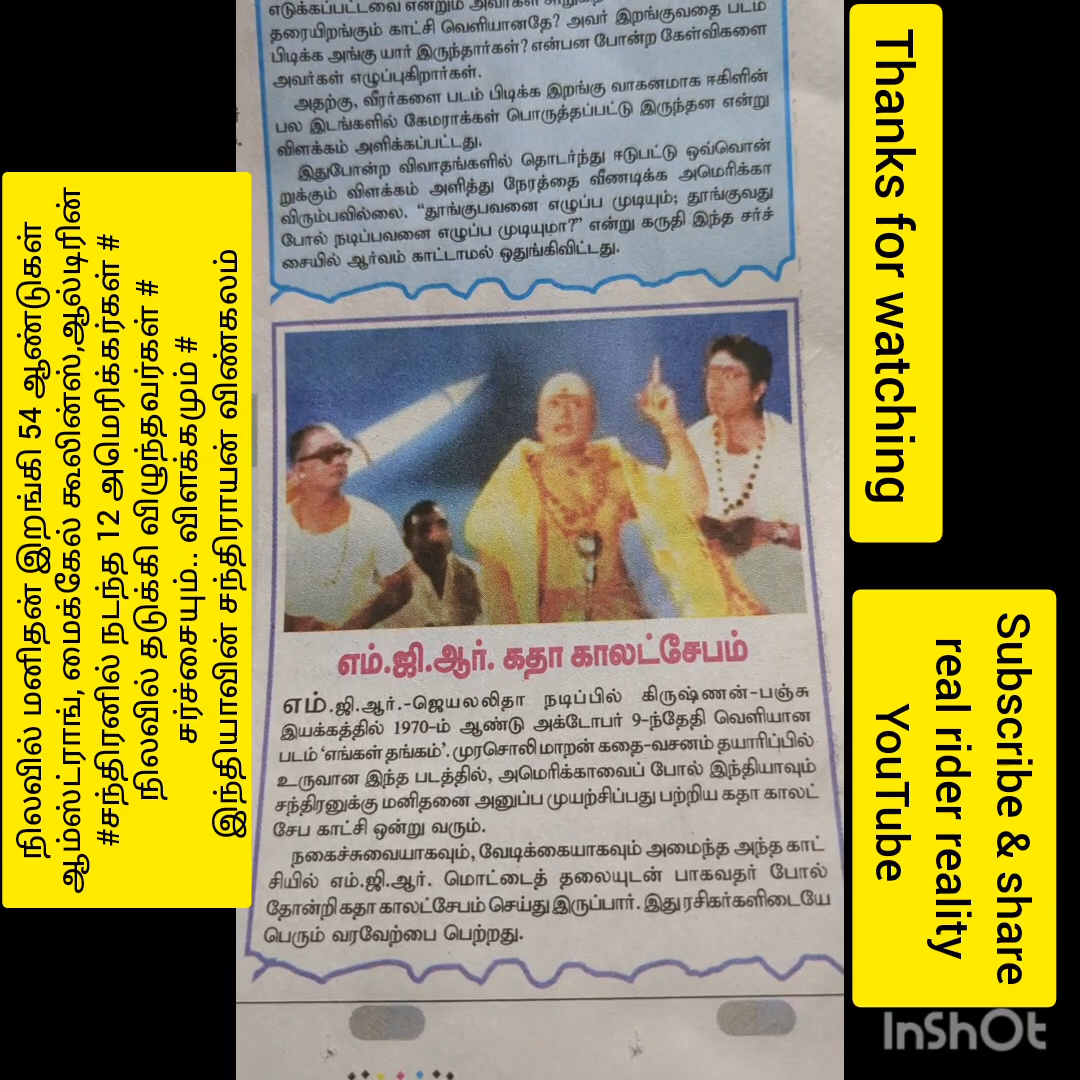 எடுக்கப்பட்டவை என்றும் அவர்கள்
தரையிறங்கும் காட்சி வெளியானதே? அவர் இறங்குவதை படம்
பிடிக்க அங்கு யார் இருந்தார்கள்? என்பன போன்ற கேள்விகளை
அவர்கள் எழுப்புகிறார்கள்.
அதற்கு, வீரர்களை படம் பிடிக்க இறங்கு வாகனமாக ஈகிளின்
பல இடங்களில் கேமராக்கள் பொருத்தப்பட்டு இருந்தன என்று
விளக்கம் அளிக்கப்பட்டது.
இதுபோன்ற விவாதங்களில் தொடர்ந்து ஈடுபட்டு ஒவ்வொன்
றுக்கும் விளக்கம் அளித்து நேரத்தை வீணடிக்க அமெரிக்கா
விரும்பவில்லை. “தூங்குபவனை எழுப்ப முடியும்; தூங்குவது
போல் நடிப்பவனை எழுப்ப முடியுமா?” என்று கருதி இந்த சர்ச்
சையில் ஆர்வம் காட்டாமல் ஒதுங்கிவிட்டது.
எம்.ஜி.ஆர். கதா காலட்சேபம்
எம்.ஜி.ஆர்.-ஜெயலலிதா நடிப்பில் கிருஷ்ணன்-பஞ்சு
இயக்கத்தில் 1970-ம் ஆண்டு அக்டோபர் 9-ந்தேதி வெளியான
படம் ‘எங்கள் தங்கம்’. முரசொலி மாறன் கதை-வசனம் தயாரிப்பில்
உருவான இந்த படத்தில், அமெரிக்காவைப் போல் இந்தியாவும்
சந்திரனுக்கு மனிதனை அனுப்ப முயற்சிப்பது பற்றிய கதா காலட்
சேப காட்சி ஒன்று வரும்.
நகைச்சுவையாகவும், வேடிக்கையாகவும் அமைந்த அந்த காட்
சியில் எம்.ஜி.ஆர். மொட்டைத் தலையுடன் பாகவதர் போல்
தோன்றி கதா காலட்சேபம் செய்து இருப்பார். இது ரசிகர்களிடையே
பெரும் வரவேற்பை பெற்றது.
நிலவில் மனிதன் இறங்கி 54 ஆண்டுகள்
ஆம்ஸ்ட்ராங், மைக்கேல் கூலின்ஸ்,ஆல்டிரின்
#சந்திரனில் நடந்த 12 அமெரிக்கர்கள் #
நிலவில் தடுக்கி விழுந்தவர்கள் #
சர்ச்சையும்.. விளக்கமும் #
இந்தியாவின் சந்திராயன் விண்கலம்
Thanks for watching
Subscribe & share
real rider reality
YouTube
InShOt